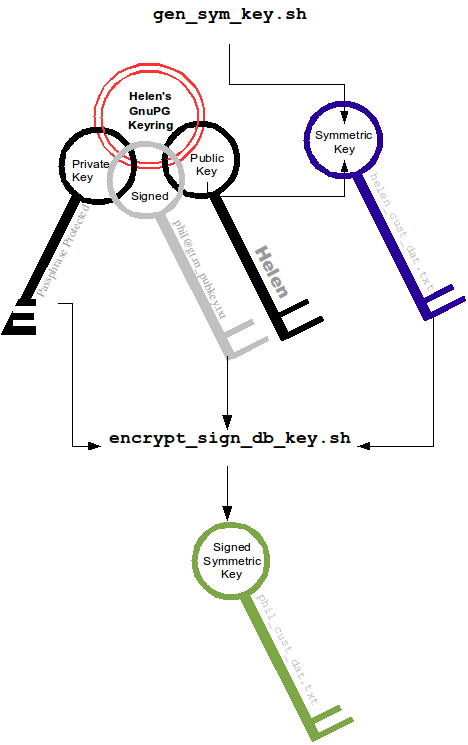 gen_sym_key.sh
Helen's
GnuPG
Keyring
Private
Key
Public
Key
Signed
Symmetric
Key
Passphrase Protected
phil@gt.m_pubkey.txt
Helen
helen_cust_dat.txt
encrypt_sign_db_key.sh
Signed
Symmetric
Key
phil_cust_dat.txt